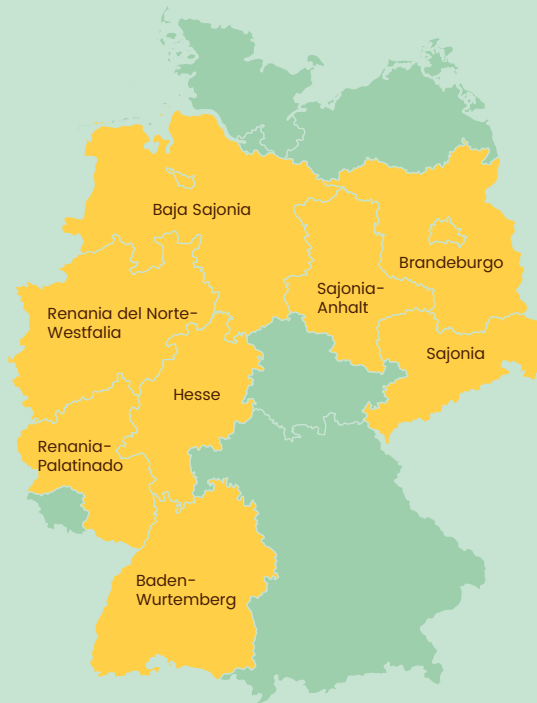 Baja Sajonia
Brandeburgo
Sajonia-
Anhalt
Renania del Norte-
Westfalia
Sajonia
Hesse
Renania-
Palatinado
Baden-
Wurtemberg